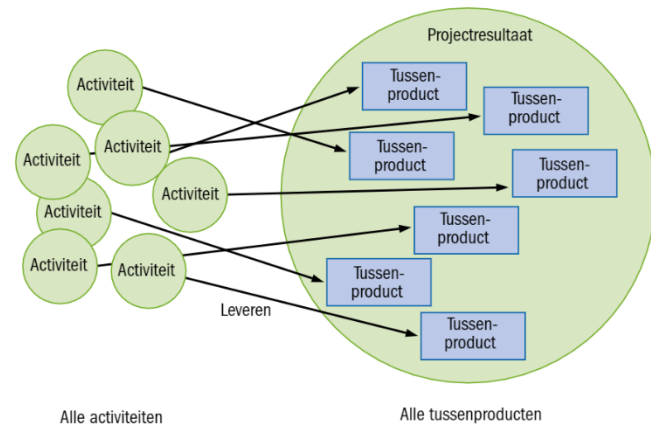 Projectresultaat
Activiteit
Tussen-
product
Tussen-
product
Activiteit
Tussen-
product
Activiteit
Tussen-
product
Activiteit
Activiteit
Tussen-
product
Activiteit
Activiteit
Tussen-
product
Leveren
Tussen-
product
Alle activiteiten
Alle tussenproducten